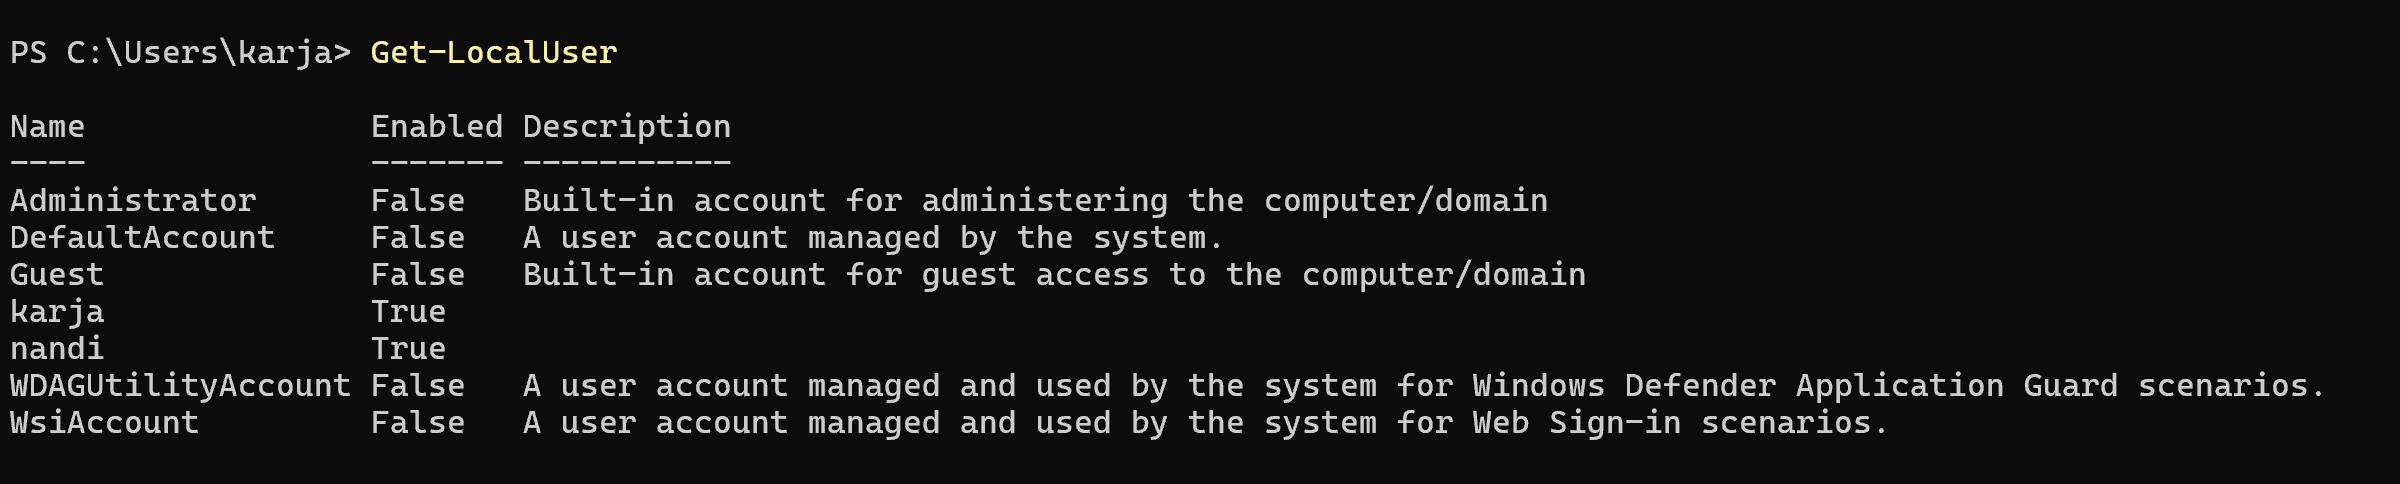 PS C:\Users\karja> Get-LocalUser
Name               Enabled Description
----               ------- -----------
Administrator      False   Built-in account for administering the computer/domain
DefaultAccount     False   A user account managed by the system.
Guest              False   Built-in account for guest access to the computer/domain
karja              True
nandi              True
WDAGUtilityAccount False   A user account managed and used by the system for Windows Defender Application Guard scenarios.
WsiAccount         False   A user account managed and used by the system for Web Sign-in scenarios.